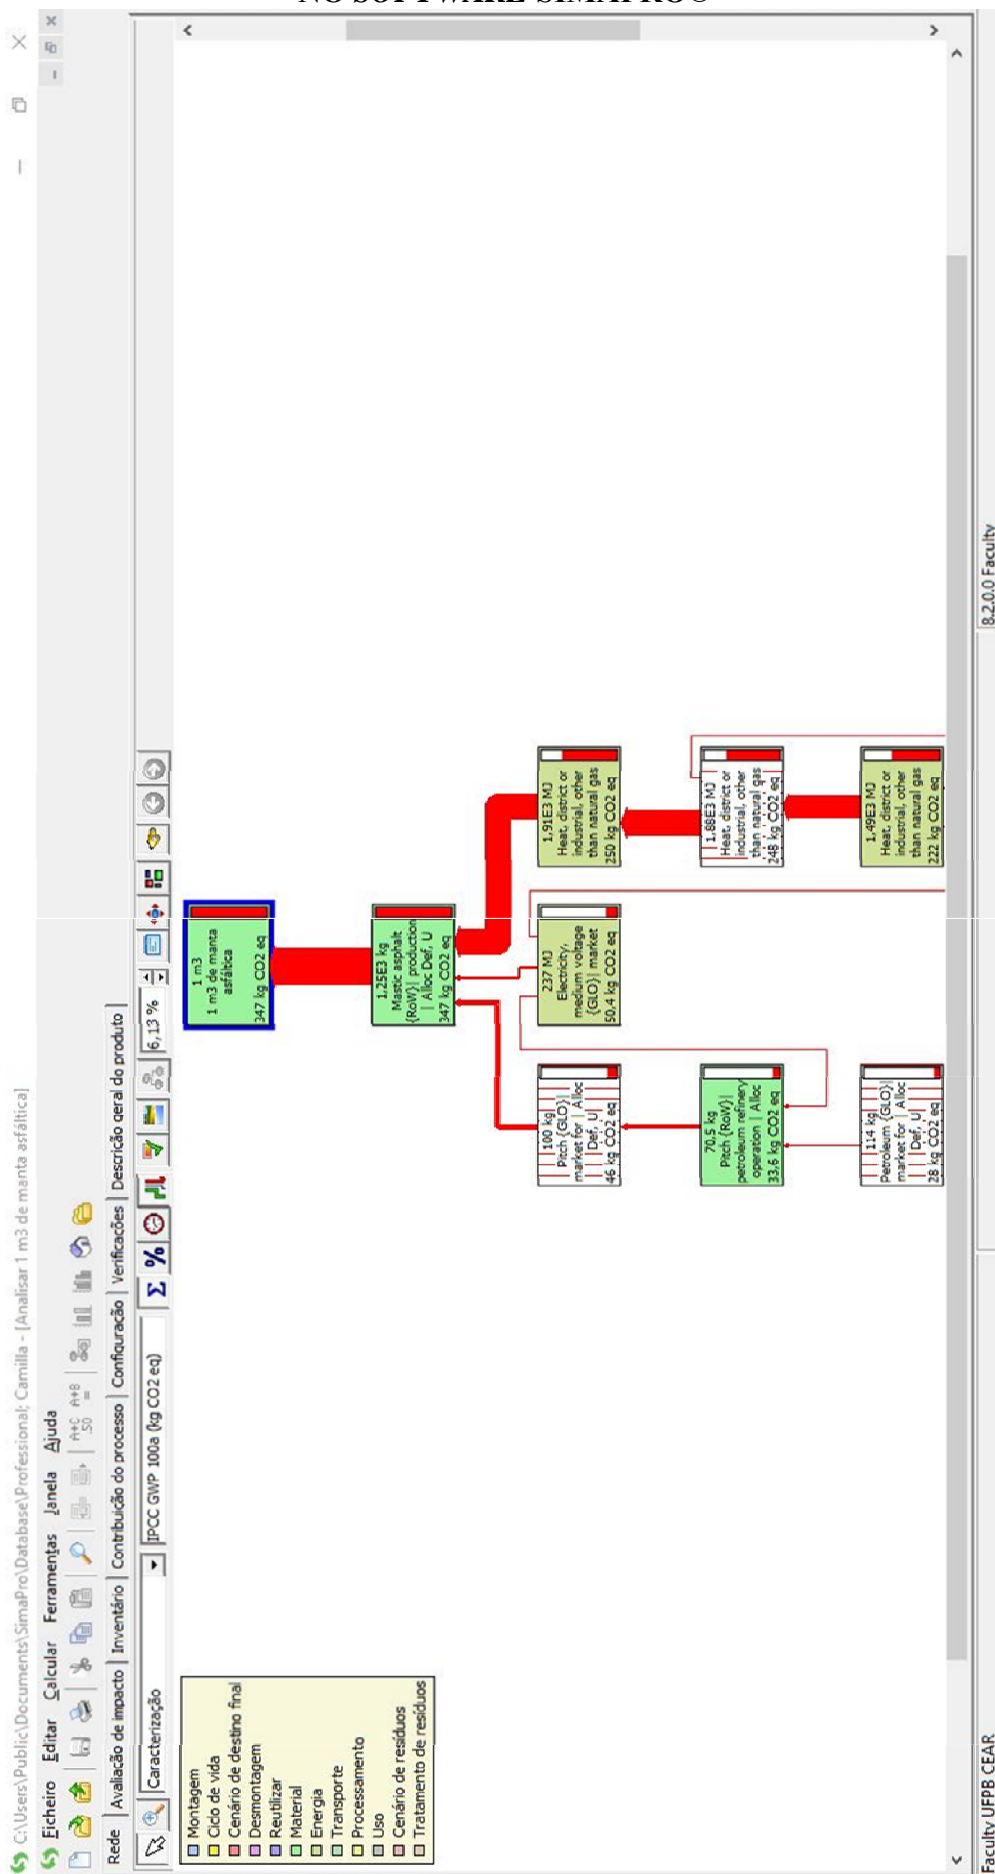 NO SOFTWARE SIMAPRO©
C:\Users\Public\Documents\SimaPro\Database\Professional; Camilla - [Analisar 1 m3 de manta asfáltica]
Ficheiro Editar Calcular Ferramentas Janela Ajuda
A+C A+B
.50 =
Rede Avaliação de impacto Inventário Contribuição do processo Configuração Verificações Descrição geral do produto
Caracterização IPCC GWP 100a (kg CO2 eq) Σ % 6,13 %
Montagem
Ciclo de vida
Cenário de destino final
Desmontagem
Reutilizar
Material
Energia
Transporte
Processamento
Uso
Cenário de resíduos
Tratamento de resíduos
1 m3
1 m3 de manta
asfáltica
347 kg CO2 eq
1,25E3 kg
Mastic asphalt
{RoW}| production
| Alloc Def, U
347 kg CO2 eq
100 kg
Pitch {GLO}|
market for | Alloc
Def, U
46 kg CO2 eq
237 MJ
Electricity,
medium voltage
{GLO}| market
50,4 kg CO2 eq
1,91E3 MJ
Heat, district or
industrial, other
than natural gas
250 kg CO2 eq
70,5 kg
Pitch {RoW}|
petroleum refinery
operation | Alloc
33,6 kg CO2 eq
1,88E3 MJ
Heat, district or
industrial, other
than natural gas
248 kg CO2 eq
114 kg
Petroleum {GLO}|
market for | Alloc
Def, U
28 kg CO2 eq
1,49E3 MJ
Heat, district or
industrial, other
than natural gas
222 kg CO2 eq
Faculty UFPB CEAR 8.2.0.0 Faculty